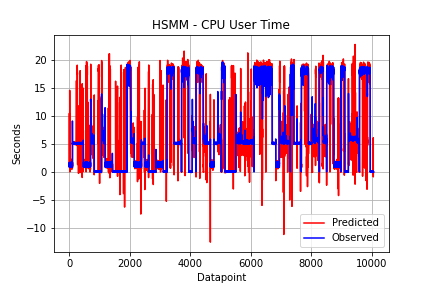 HSMM - CPU User Time
20
15
10
5
0
−5
−10
Seconds
0
2000
4000
6000
8000
10000
Datapoint
Predicted
Observed